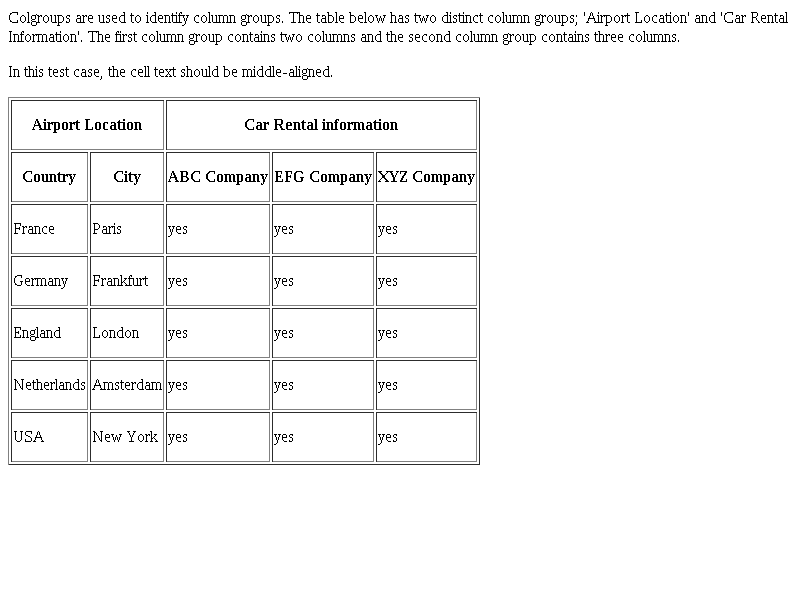 Colgroups are used to identify column groups. The table below has two distinct column groups; 'Airport Location' and 'Car Rental
Information'. The first column group contains two columns and the second column group contains three columns.
In this test case, the cell text should be middle-aligned.
Airport Location Car Rental information
Country City ABC Company EFG Company XYZ Company
France Paris yes yes yes
Germany Frankfurt yes yes yes
England London yes yes yes
Netherlands Amsterdam yes yes yes
USA New York yes yes yes